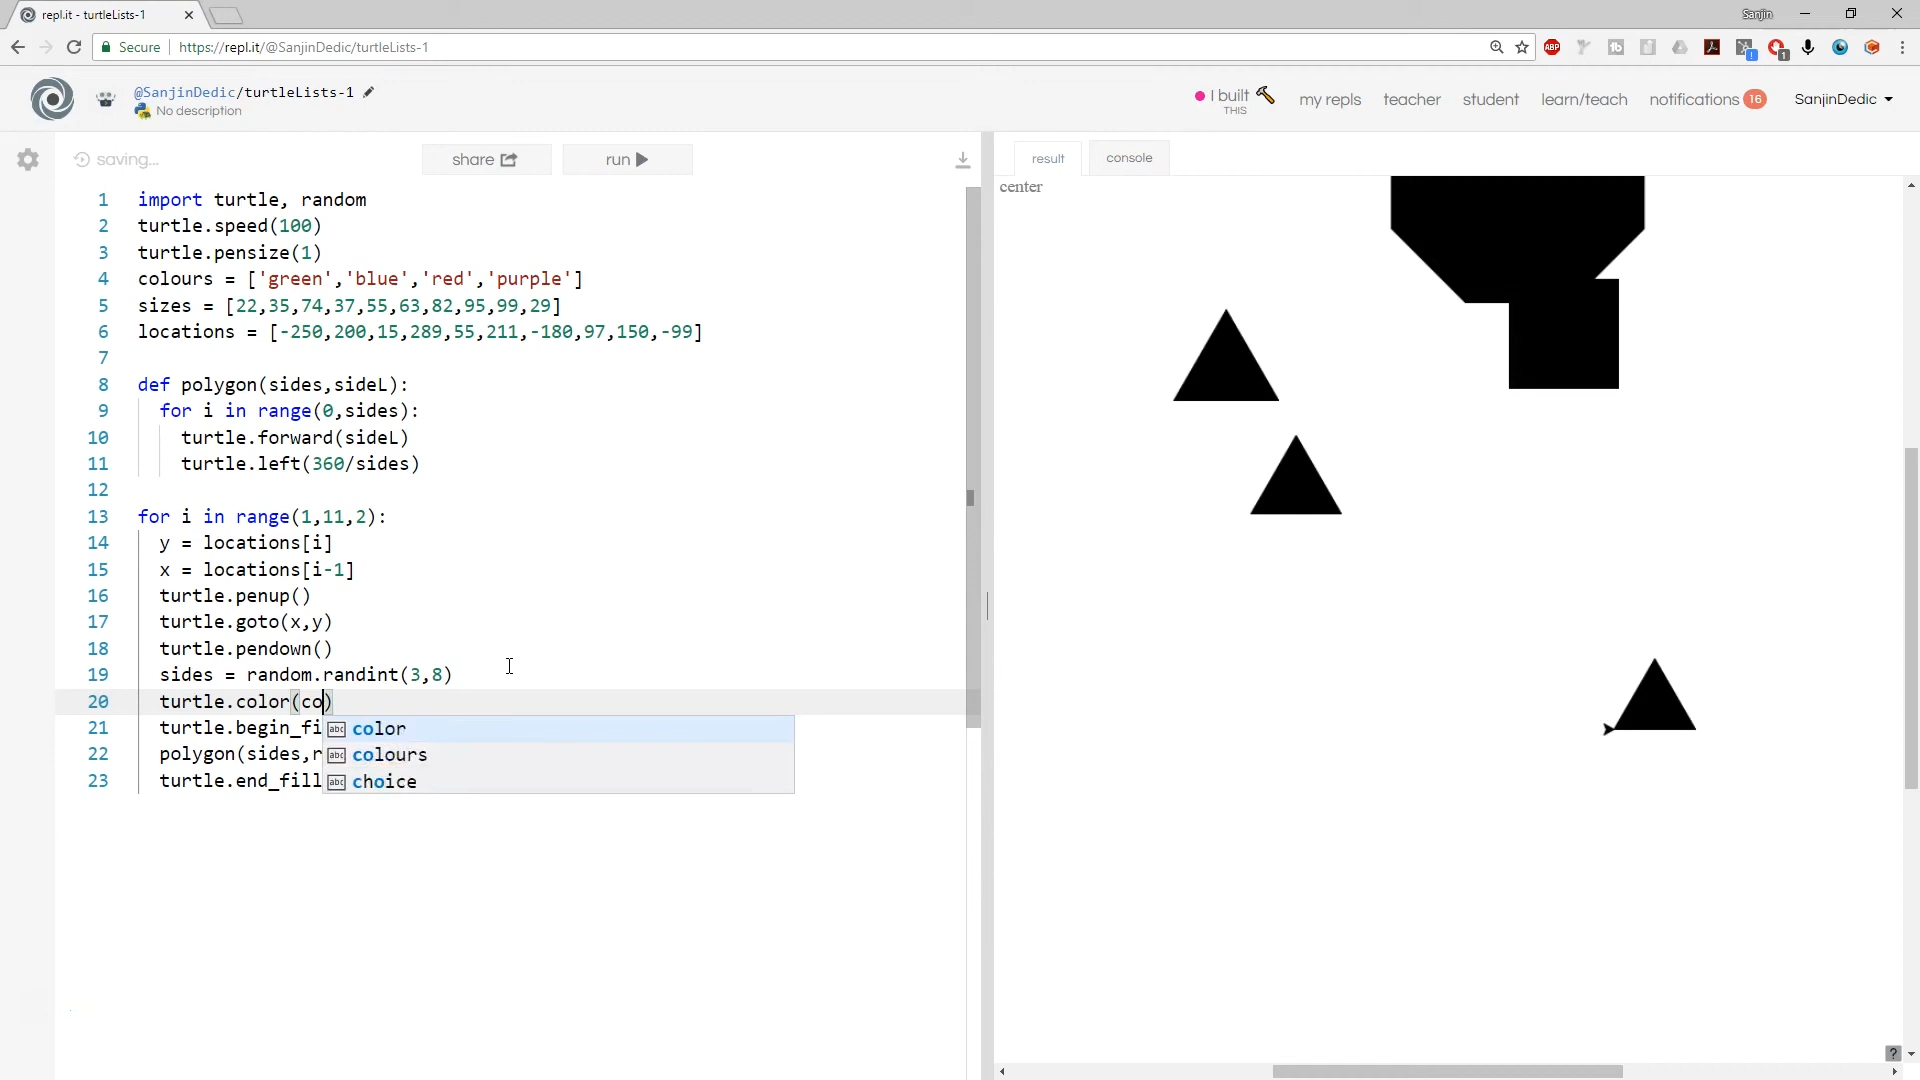 repl.it - turtleLists-1
Sanjin
Secure https://repl.it/@SanjinDedic/turtleLists-1
ABP
1
@SanjinDedic/turtleLists-1
No description
I built
THIS
my repls
teacher
student
learn/teach
notifications 16
SanjinDedic
saving...
share
run
result
console
center
1 import turtle, random
2 turtle.speed(100)
3 turtle.pensize(1)
4 colours = ['green','blue','red','purple']
5 sizes = [22,35,74,37,55,63,82,95,99,29]
6 locations = [-250,200,15,289,55,211,-180,97,150,-99]
7
8 def polygon(sides,sideL):
9 for i in range(0,sides):
10 turtle.forward(sideL)
11 turtle.left(360/sides)
12
13 for i in range(1,11,2):
14 y = locations[i]
15 x = locations[i-1]
16 turtle.penup()
17 turtle.goto(x,y)
18 turtle.pendown()
19 sides = random.randint(3,8)
20 turtle.color(co)
21 turtle.begin_fi
abc color
22 polygon(sides,r
abc colours
23 turtle.end_fill
abc choice
?